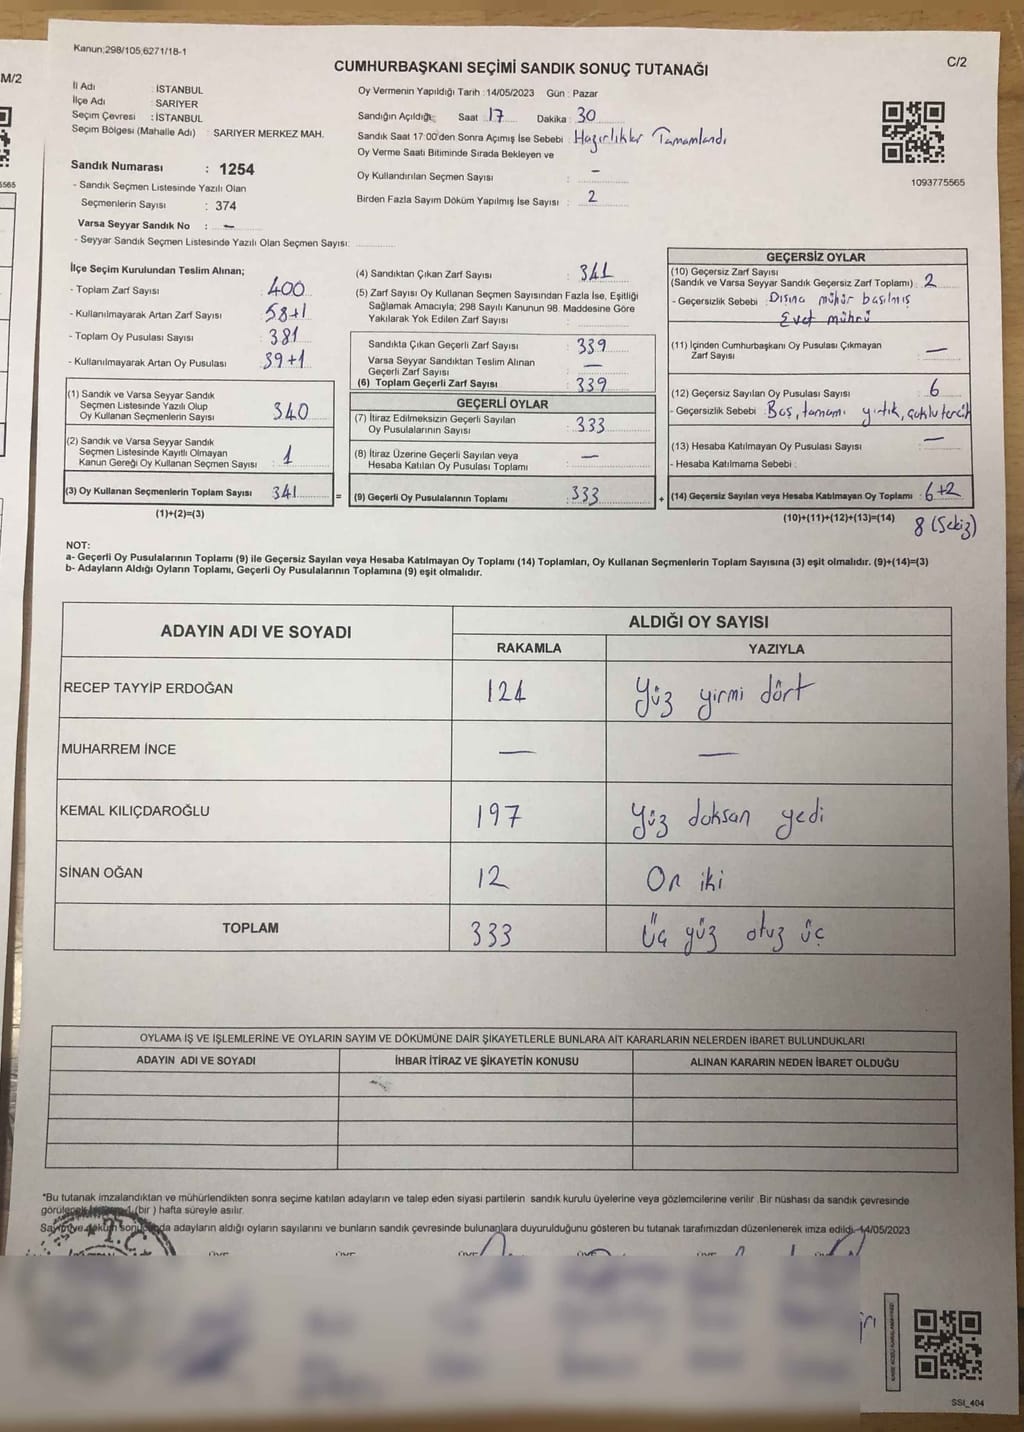 M/2
5565
Kanun;298/105,6271/18-1
C/2
CUMHURBAŞKANI SEÇİMİ SANDIK SONUÇ TUTANAĞI
İl Adı : İSTANBUL
İlçe Adı : SARIYER
Seçim Çevresi : İSTANBUL
Seçim Bölgesi (Mahalle Adı) : SARIYER MERKEZ MAH.
Sandık Numarası : 1254
- Sandık Seçmen Listesinde Yazılı Olan
Seçmenlerin Sayısı : 374
Varsa Seyyar Sandık No : -
- Seyyar Sandık Seçmen Listesinde Yazılı Olan Seçmen Sayısı:
Oy Vermenin Yapıldığı Tarih : 14/05/2023 Gün : Pazar
Sandığın Açıldığı; Saat 17 Dakika : 30
Sandık Saat 17:00'den Sonra Açımış İse Sebebi : Hazırlıklar Tamamlandı
Oy Verme Saati Bitiminde Sırada Bekleyen ve
Oy Kullandırılan Seçmen Sayısı : -
Birden Fazla Sayım Döküm Yapılmış İse Sayısı : 2
1093775565
İlçe Seçim Kurulundan Teslim Alınan;
- Toplam Zarf Sayısı : 400
- Kullanılmayarak Artan Zarf Sayısı : 58+1
- Toplam Oy Pusulası Sayısı : 381
- Kullanılmayarak Artan Oy Pusulası : 39+1
(1) Sandık ve Varsa Seyyar Sandık
Seçmen Listesinde Yazılı Olup
Oy Kullanan Seçmenlerin Sayısı : 340
(2) Sandık ve Varsa Seyyar Sandık
Seçmen Listesinde Kayıtlı Olmayan
Kanun Gereği Oy Kullanan Seçmen Sayısı : 1
(3) Oy Kullanan Seçmenlerin Toplam Sayısı : 341 =
(1)+(2)=(3)
(4) Sandıktan Çıkan Zarf Sayısı : 341
(5) Zarf Sayısı Oy Kullanan Seçmen Sayısından Fazla İse, Eşitliği
Sağlamak Amacıyla; 298 Sayılı Kanunun 98. Maddesine Göre
Yakılarak Yok Edilen Zarf Sayısı :
Sandıkta Çıkan Geçerli Zarf Sayısı : 339
Varsa Seyyar Sandıktan Teslim Alınan
Geçerli Zarf Sayısı : -
(6) Toplam Geçerli Zarf Sayısı : 339
GEÇERLİ OYLAR
(7) İtiraz Edilmeksizin Geçerli Sayılan
Oy Pusulalarının Sayısı : 333
(8) İtiraz Üzerine Geçerli Sayılan veya
Hesaba Katılan Oy Pusulası Toplamı : -
(9) Geçerli Oy Pusulalarının Toplamı : 333 +
GEÇERSİZ OYLAR
(10) Geçersiz Zarf Sayısı
(Sandık ve Varsa Seyyar Sandık Geçersiz Zarf Toplamı) : 2
- Geçersizlik Sebebi : Dışına mühür basılmış
Evet mührü
(11) İçinden Cumhurbaşkanı Oy Pusulası Çıkmayan
Zarf Sayısı : -
(12) Geçersiz Sayılan Oy Pusulası Sayısı : 6
- Geçersizlik Sebebi : Boş, tamamı yırtık, çoklu tercih
(13) Hesaba Katılmayan Oy Pusulası Sayısı : -
- Hesaba Katılmama Sebebi :
(14) Geçersiz Sayılan veya Hesaba Katılmayan Oy Toplamı : 6+2
(10)+(11)+(12)+(13)=(14)
8 (Sekiz)
NOT:
a- Geçerli Oy Pusulalarının Toplamı (9) ile Geçersiz Sayılan veya Hesaba Katılmayan Oy Toplamı (14) Toplamları, Oy Kullanan Seçmenlerin Toplam Sayısına (3) eşit olmalıdır. (9)+(14)=(3)
b- Adayların Aldığı Oyların Toplamı, Geçerli Oy Pusulalarının Toplamına (9) eşit olmalıdır.
ADAYIN ADI VE SOYADI
ALDIĞI OY SAYISI
RAKAMLA YAZIYLA
RECEP TAYYİP ERDOĞAN 124 Yüz yirmi dört
MUHARREM İNCE - -
KEMAL KILIÇDAROĞLU 197 Yüz doksan yedi
SİNAN OĞAN 12 On iki
TOPLAM 333 Üç yüz otuz üç
OYLAMA İŞ VE İŞLEMLERİNE VE OYLARIN SAYIM VE DÖKÜMÜNE DAİR ŞİKAYETLERLE BUNLARA AİT KARARLARIN NELERDEN İBARET BULUNDUKLARI
ADAYIN ADI VE SOYADI İHBAR İTİRAZ VE ŞİKAYETİN KONUSU ALINAN KARARIN NEDEN İBARET OLDUĞU
*Bu tutanak imzalandıktan ve mühürlendikten sonra seçime katılan adayların ve talep eden siyasi partilerin sandık kurulu üyelerine veya gözlemcilerine verilir. Bir nüshası da sandık çevresinde
görülecek bir yere 1 (bir) hafta süreyle asılır.
Sayım ve döküm sonucunda adayların aldığı oyların sayılarını ve bunların sandık çevresinde bulunanlara duyurulduğunu gösteren bu tutanak tarafımızdan düzenlenerek imza edildi. 14/05/2023
T.C.
SSI_404